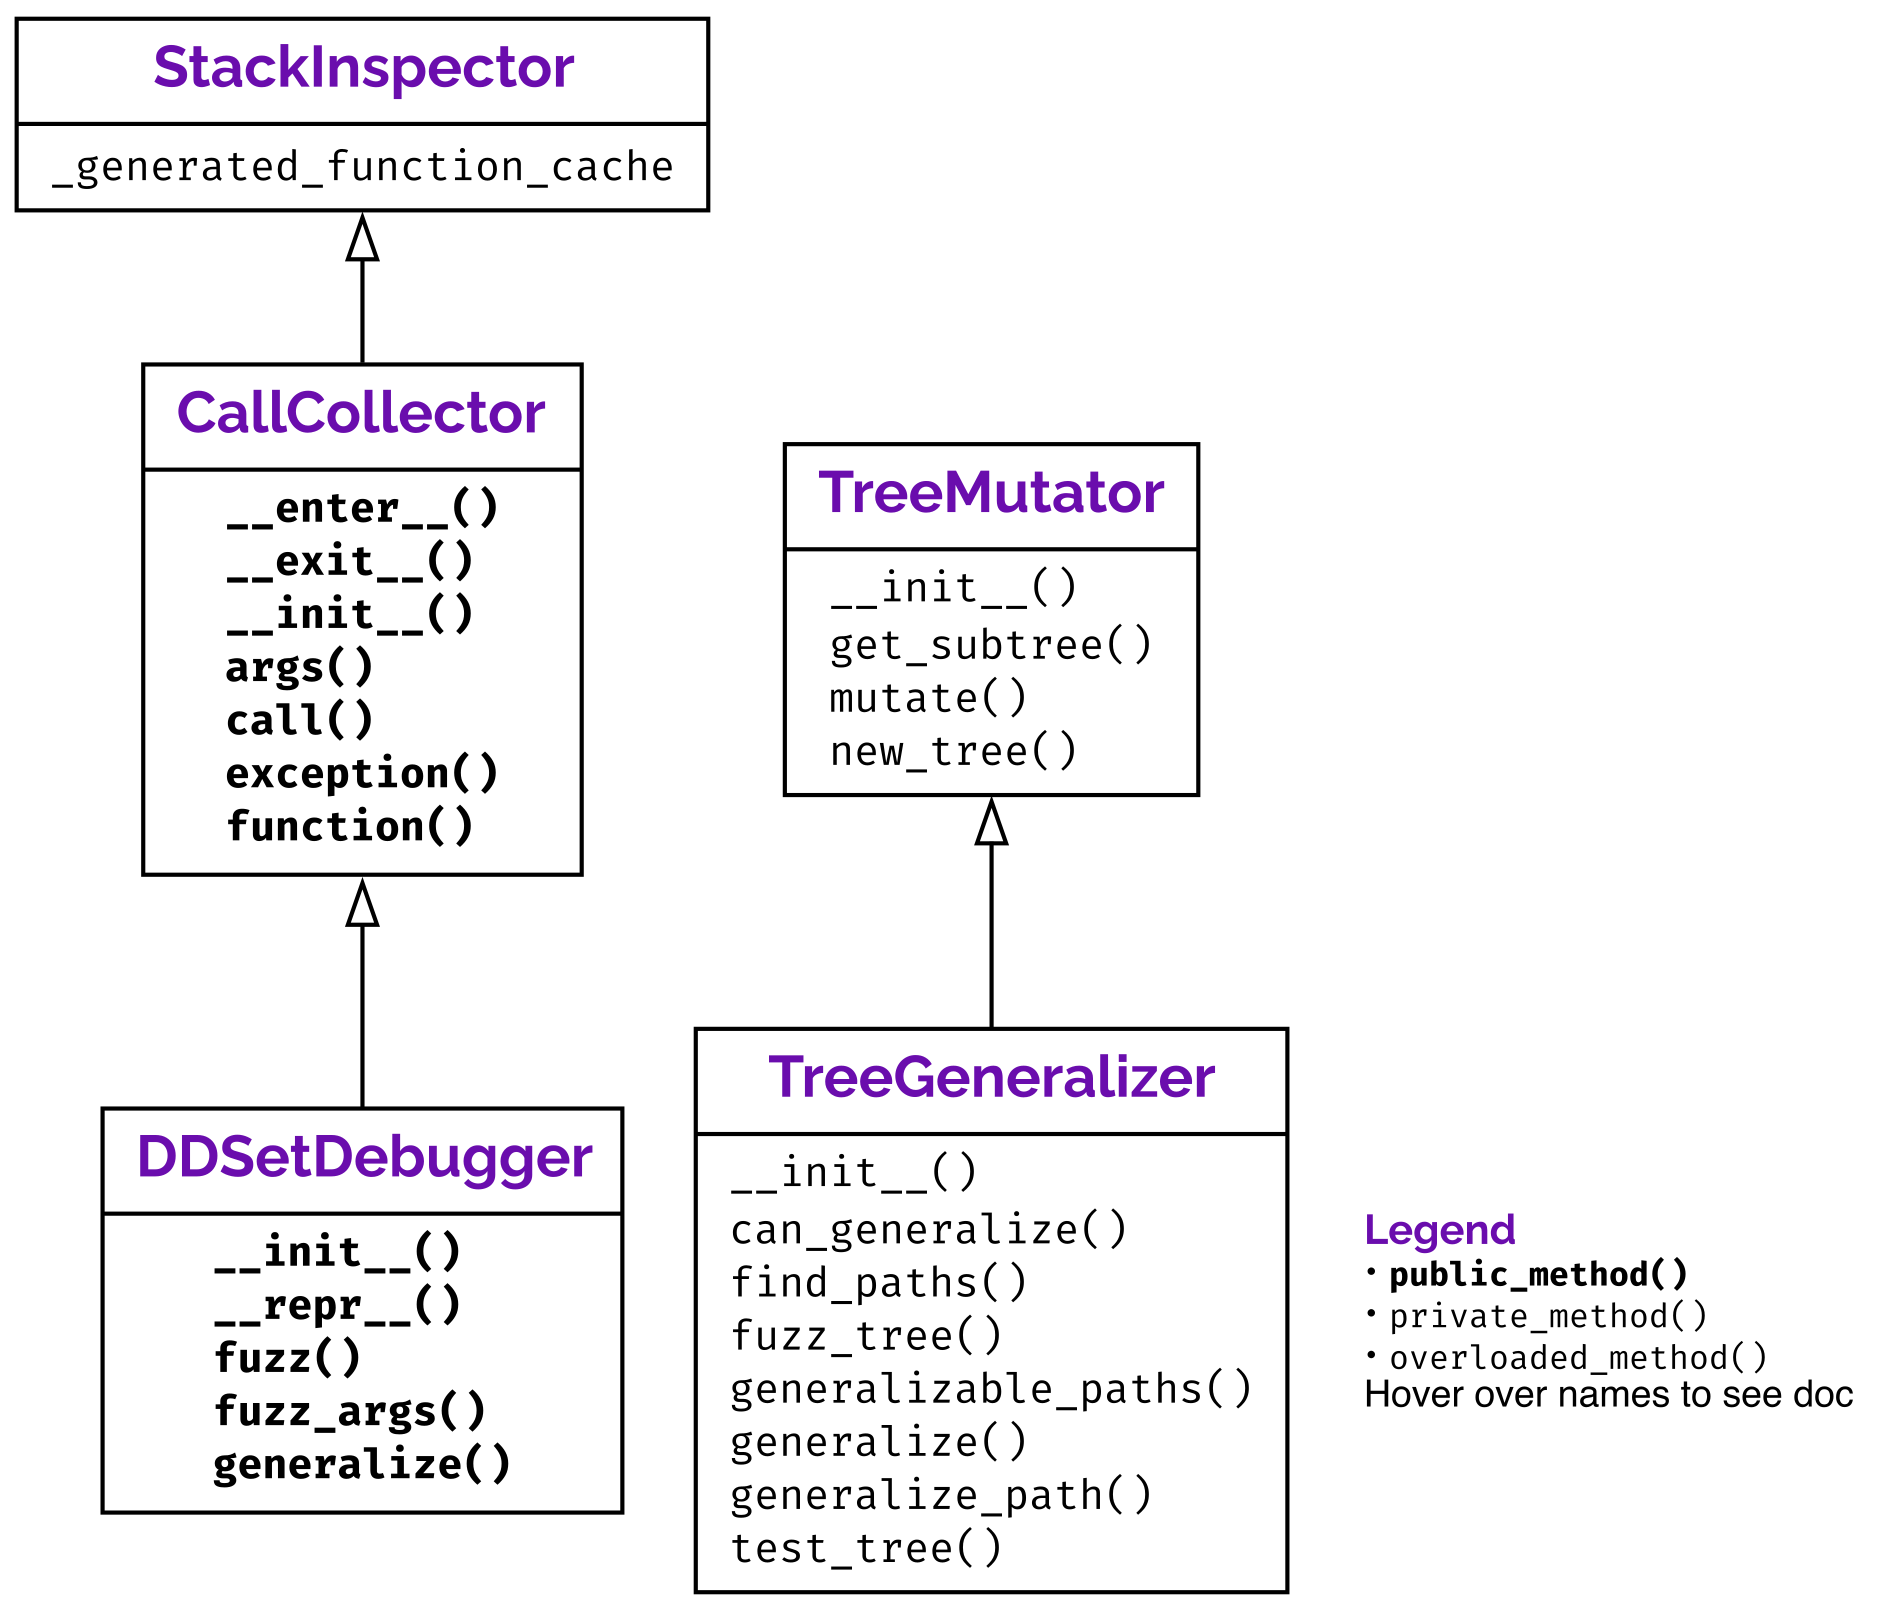 StackInspector
_generated_function_cache
CallCollector
__enter__()
__exit__()
__init__()
args()
call()
exception()
function()
DDSetDebugger
__init__()
__repr__()
fuzz()
fuzz_args()
generalize()
TreeMutator
__init__()
get_subtree()
mutate()
new_tree()
TreeGeneralizer
__init__()
can_generalize()
find_paths()
fuzz_tree()
generalizable_paths()
generalize()
generalize_path()
test_tree()
Legend
• public_method()
• private_method()
• overloaded_method()
Hover over names to see doc